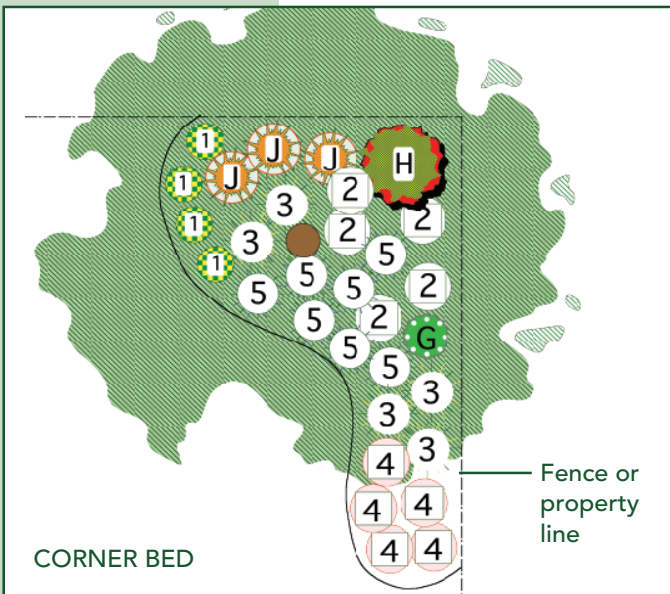 1 J J H
1 J 2
3 2
1 3 2 5
1 5 5 5 2
5 2 G
5 5 3
3 3
4
4 4
4 4
Fence or
property
line
CORNER BED